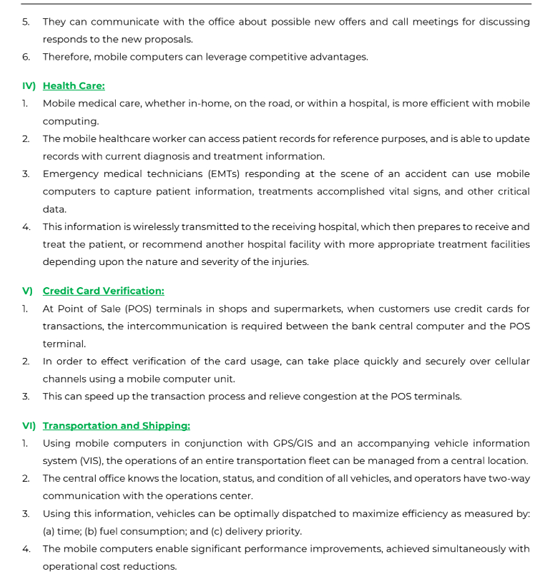 5. They can communicate with the office about possible new offers and call meetings for discussing
responds to the new proposals.
6. Therefore, mobile computers can leverage competitive advantages.
IV) Health Care:
1. Mobile medical care, whether in-home, on the road, or within a hospital, is more efficient with mobile
computing.
2. The mobile healthcare worker can access patient records for reference purposes, and is able to update
records with current diagnosis and treatment information.
3. Emergency medical technicians (EMTs) responding at the scene of an accident can use mobile
computers to capture patient information, treatments accomplished vital signs, and other critical
data.
4. This information is wirelessly transmitted to the receiving hospital, which then prepares to receive and
treat the patient, or recommend another hospital facility with more appropriate treatment facilities
depending upon the nature and severity of the injuries.
V) Credit Card Verification:
1. At Point of Sale (POS) terminals in shops and supermarkets, when customers use credit cards for
transactions, the intercommunication is required between the bank central computer and the POS
terminal.
2. In order to effect verification of the card usage, can take place quickly and securely over cellular
channels using a mobile computer unit.
3. This can speed up the transaction process and relieve congestion at the POS terminals.
VI) Transportation and Shipping:
1. Using mobile computers in conjunction with GPS/GIS and an accompanying vehicle information
system (VIS), the operations of an entire transportation fleet can be managed from a central location.
2. The central office knows the location, status, and condition of all vehicles, and operators have two-way
communication with the operations center.
3. Using this information, vehicles can be optimally dispatched to maximize efficiency as measured by:
(a) time; (b) fuel consumption; and (c) delivery priority.
4. The mobile computers enable significant performance improvements, achieved simultaneously with
operational cost reductions.